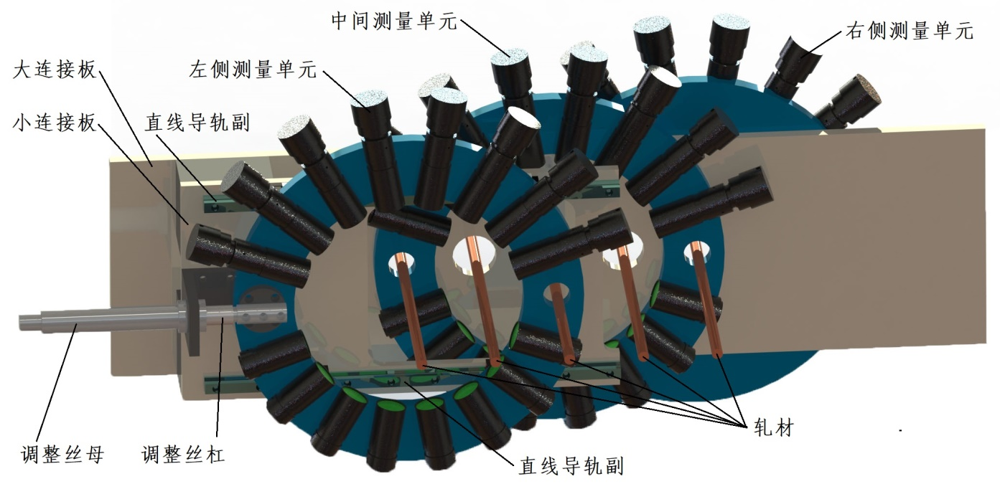 中间测量单元
右侧测量单元
大连接板
左侧测量单元
小连接板
直线导轨副
轧材
调整丝母
调整丝杠
直线导轨副